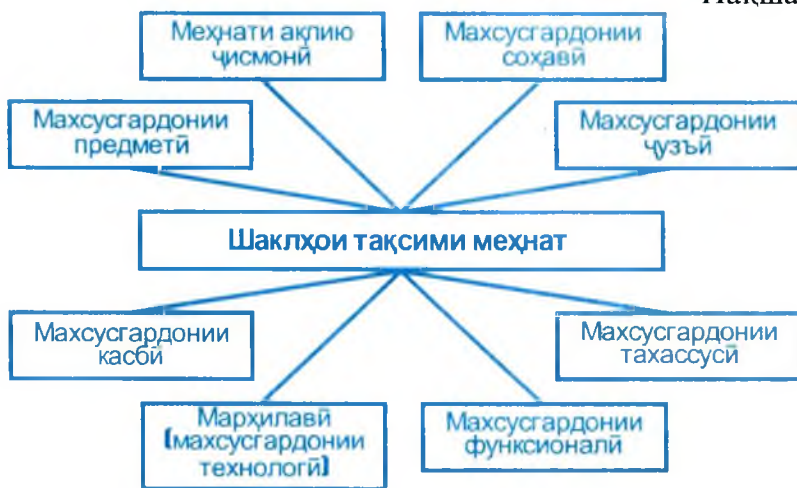 Меҳнати ақлию
ҷисмонӣ
Махсусгардонии
соҳавӣ
Махсусгардонии
предметӣ
Махсусгардонии
ҷузъӣ
Шаклҳои тақсими меҳнат
Махсусгардонии
касбӣ
Махсусгардонии
тахассусӣ
Марҳилавӣ
(махсусгардонии
технологӣ)
Махсусгардонии
функсионалӣ